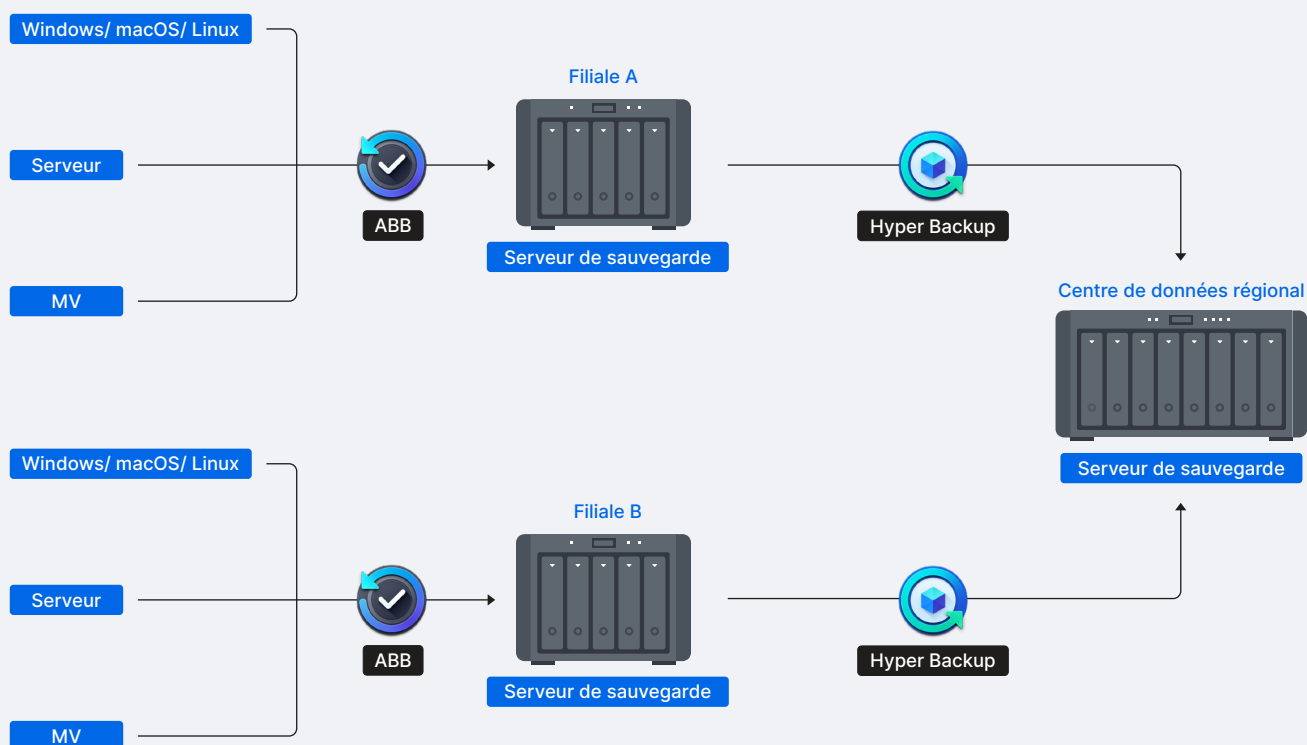 Windows/ macOS/ Linux
Filiale A
Serveur
ABB
Serveur de sauvegarde
Hyper Backup
MV
Centre de données régional
Serveur de sauvegarde
Windows/ macOS/ Linux
Filiale B
Serveur
ABB
Serveur de sauvegarde
Hyper Backup
MV